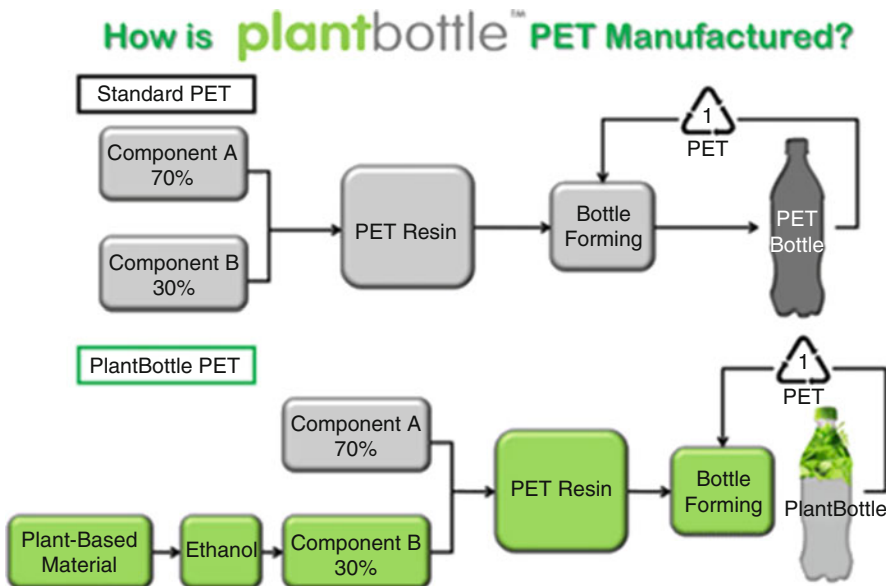 How is plantbottle™ PET Manufactured?
Standard PET
Component A
70%
Component B
30%
PET Resin
Bottle
Forming
1
PET
PET
Bottle
PlantBottle PET
Component A
70%
Plant-Based
Material
Ethanol
Component B
30%
PET Resin
Bottle
Forming
1
PET
PlantBottle